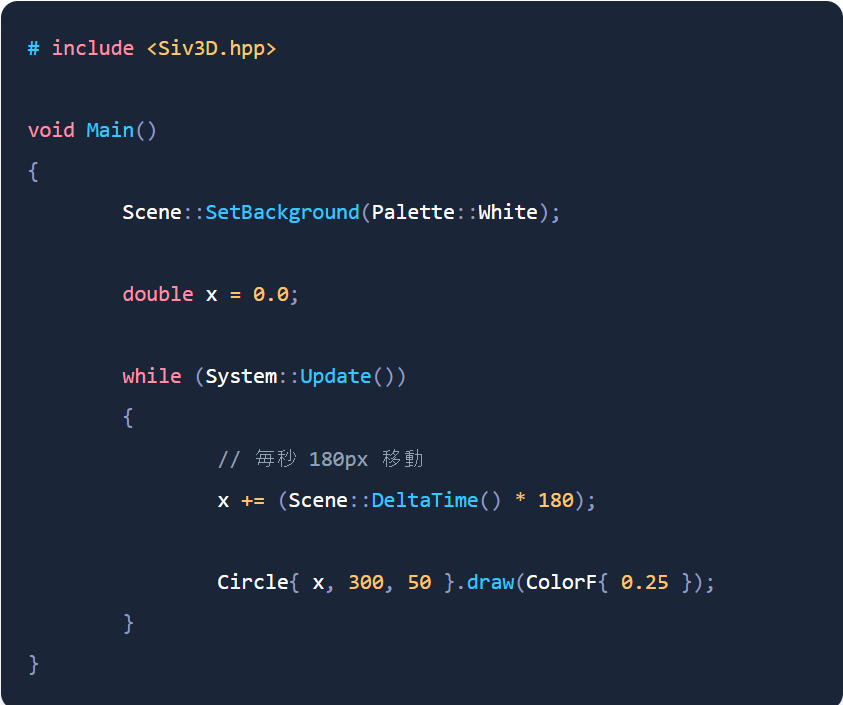 # include <Siv3D.hpp>
void Main()
{
Scene::SetBackground(Palette::White);
double x = 0.0;
while (System::Update())
{
// 毎秒 180px 移動
x += (Scene::DeltaTime() * 180);
Circle{ x, 300, 50 }.draw(ColorF{ 0.25 });
}
}